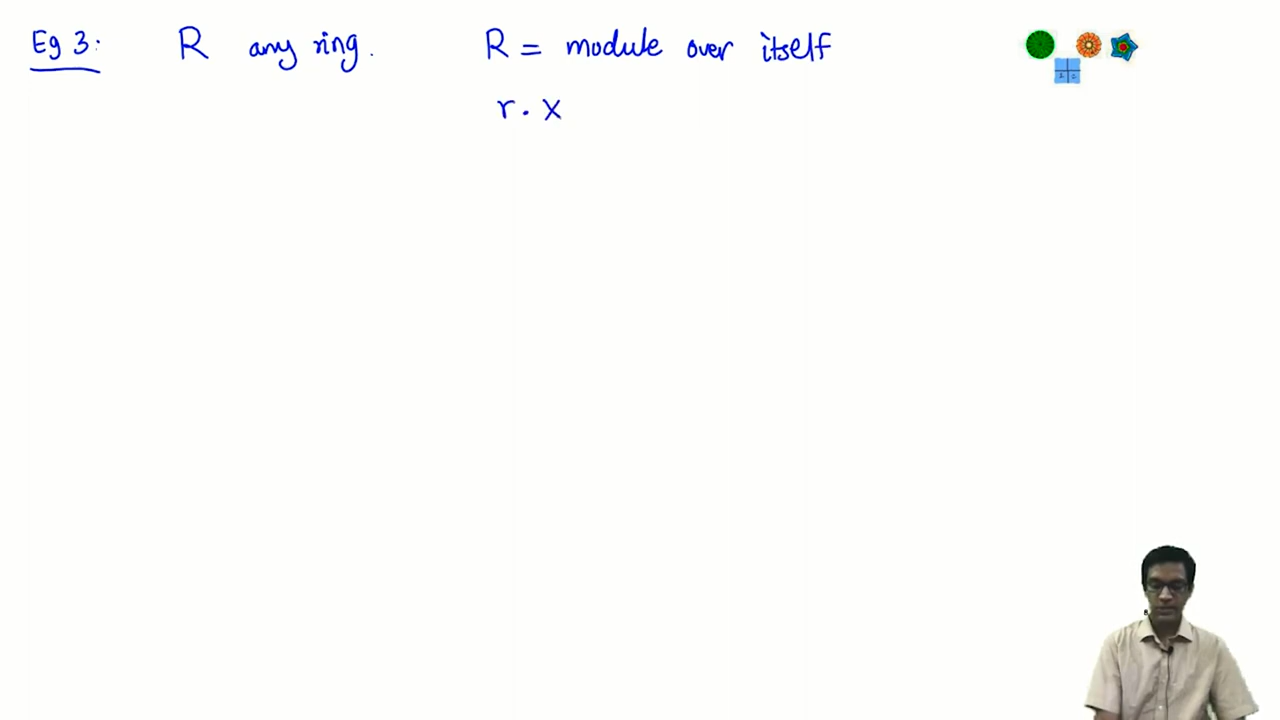 Eg 3: R any ring. R = module over itself
r . x